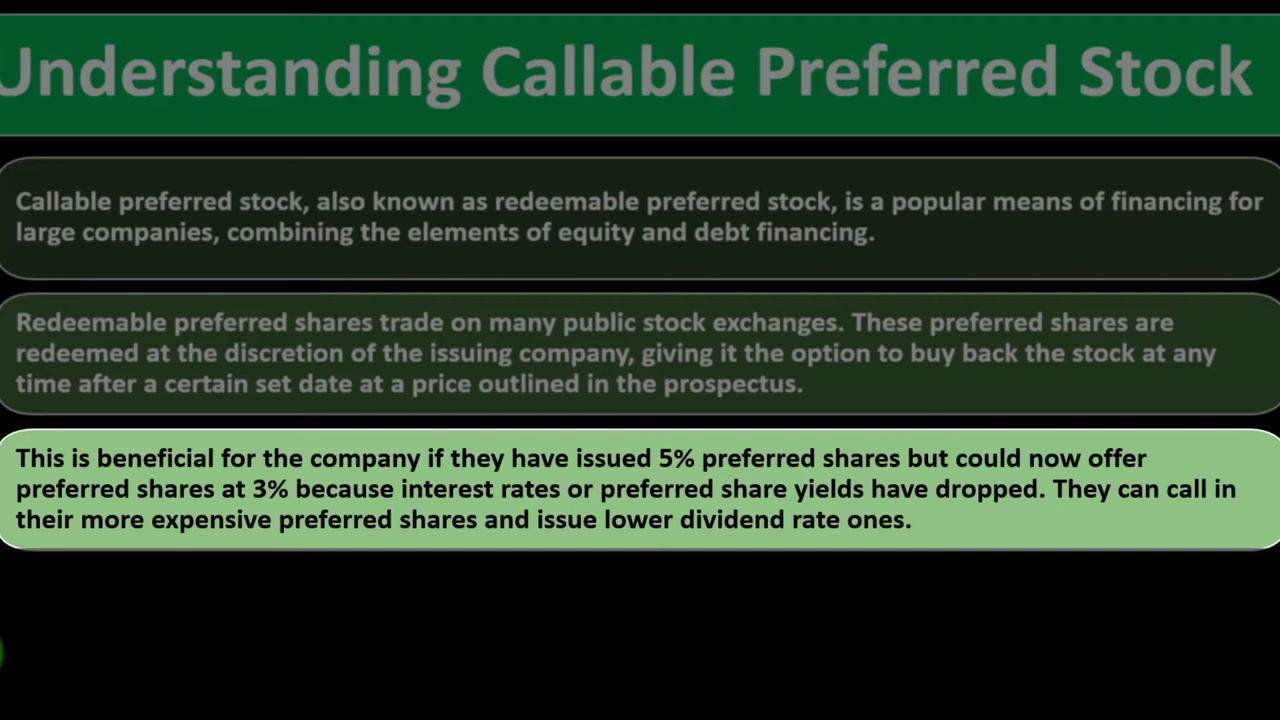 Understanding Callable Preferred Stock
Callable preferred stock, also known as redeemable preferred stock, is a popular means of financing for
large companies, combining the elements of equity and debt financing.
Redeemable preferred shares trade on many public stock exchanges. These preferred shares are
redeemed at the discretion of the issuing company, giving it the option to buy back the stock at any
time after a certain set date at a price outlined in the prospectus.
This is beneficial for the company if they have issued 5% preferred shares but could now offer
preferred shares at 3% because interest rates or preferred share yields have dropped. They can call in
their more expensive preferred shares and issue lower dividend rate ones.